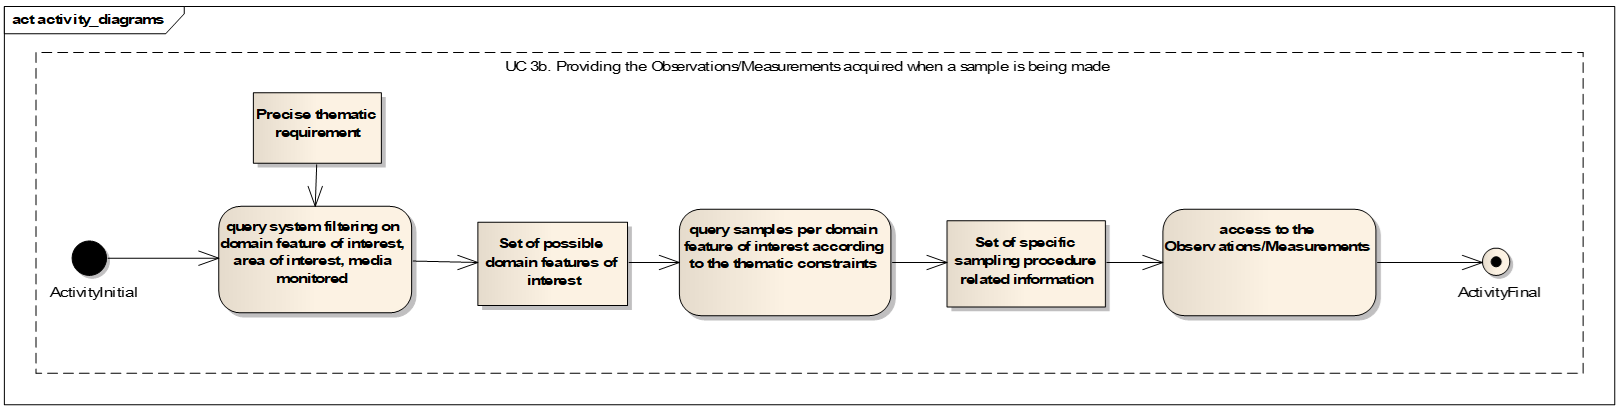 act activity_diagrams
UC 3b. Providing the Observations/Measurements acquired when a sample is being made
Precise thematic
requirement
ActivityInitial
query system filtering on
domain feature of interest,
area of interest, media
monitored
Set of possible
domain features of
interest
query samples per domain
feature of interest according
to the thematic constraints
Set of specific
sampling procedure
related information
access to the
Observations/Measurements
ActivityFinal